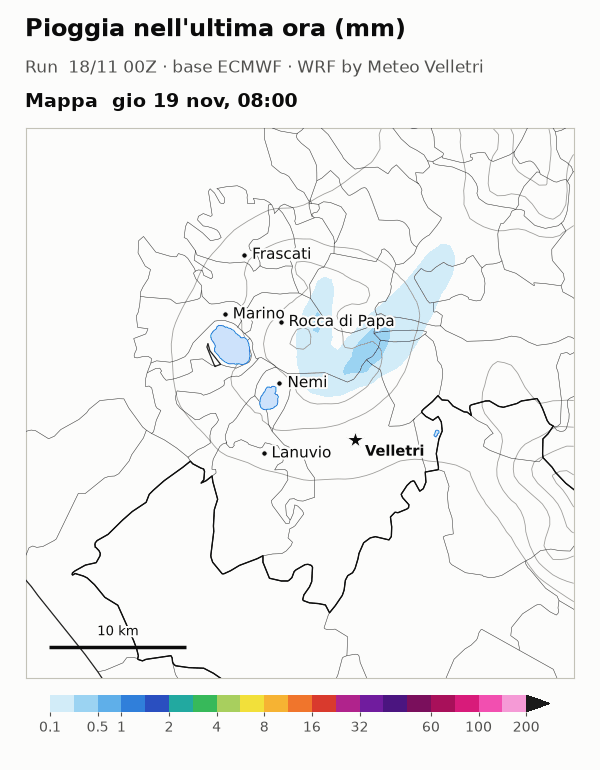 Pioggia nell'ultima ora (mm)
Run  18/11 00Z · base ECMWF · WRF by Meteo Velletri
Mappa  gio 19 nov, 08:00
Frascati
Marino
Rocca di Papa
Nemi
Velletri
Lanuvio
10 km
0.1 0.5 1 2 4 8 16 32 60 100 200